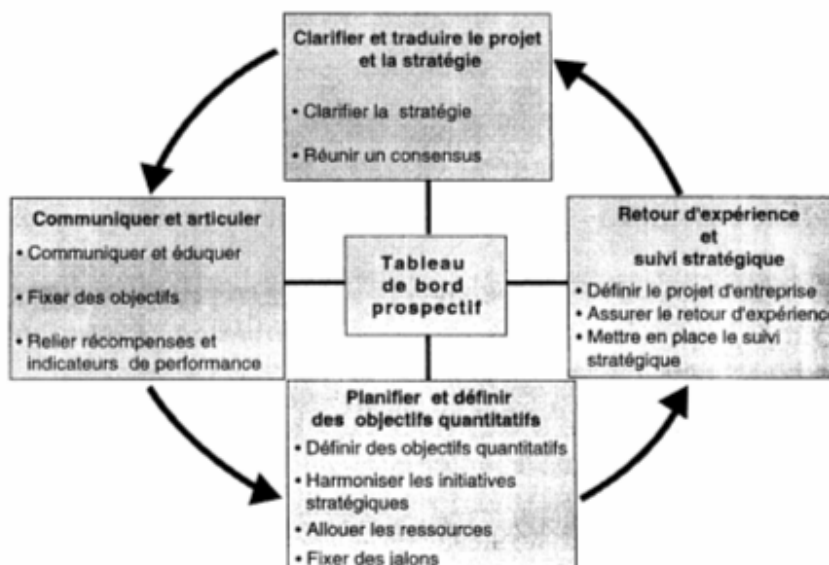 Clarifier et traduire le projet
et la stratégie
• Clarifier la stratégie
• Réunir un consensus
Communiquer et articuler
• Communiquer et éduquer
• Fixer des objectifs
• Relier récompenses et
indicateurs de performance
Tableau
de bord
prospectif
Retour d'expérience
et
suivi stratégique
• Définir le projet d'entreprise
• Assurer le retour d'expérience
• Mettre en place le suivi
stratégique
Planifier et définir
des objectifs quantitatifs
• Définir des objectifs quantitatifs
• Harmoniser les initiatives
stratégiques
• Allouer les ressources
• Fixer des jalons